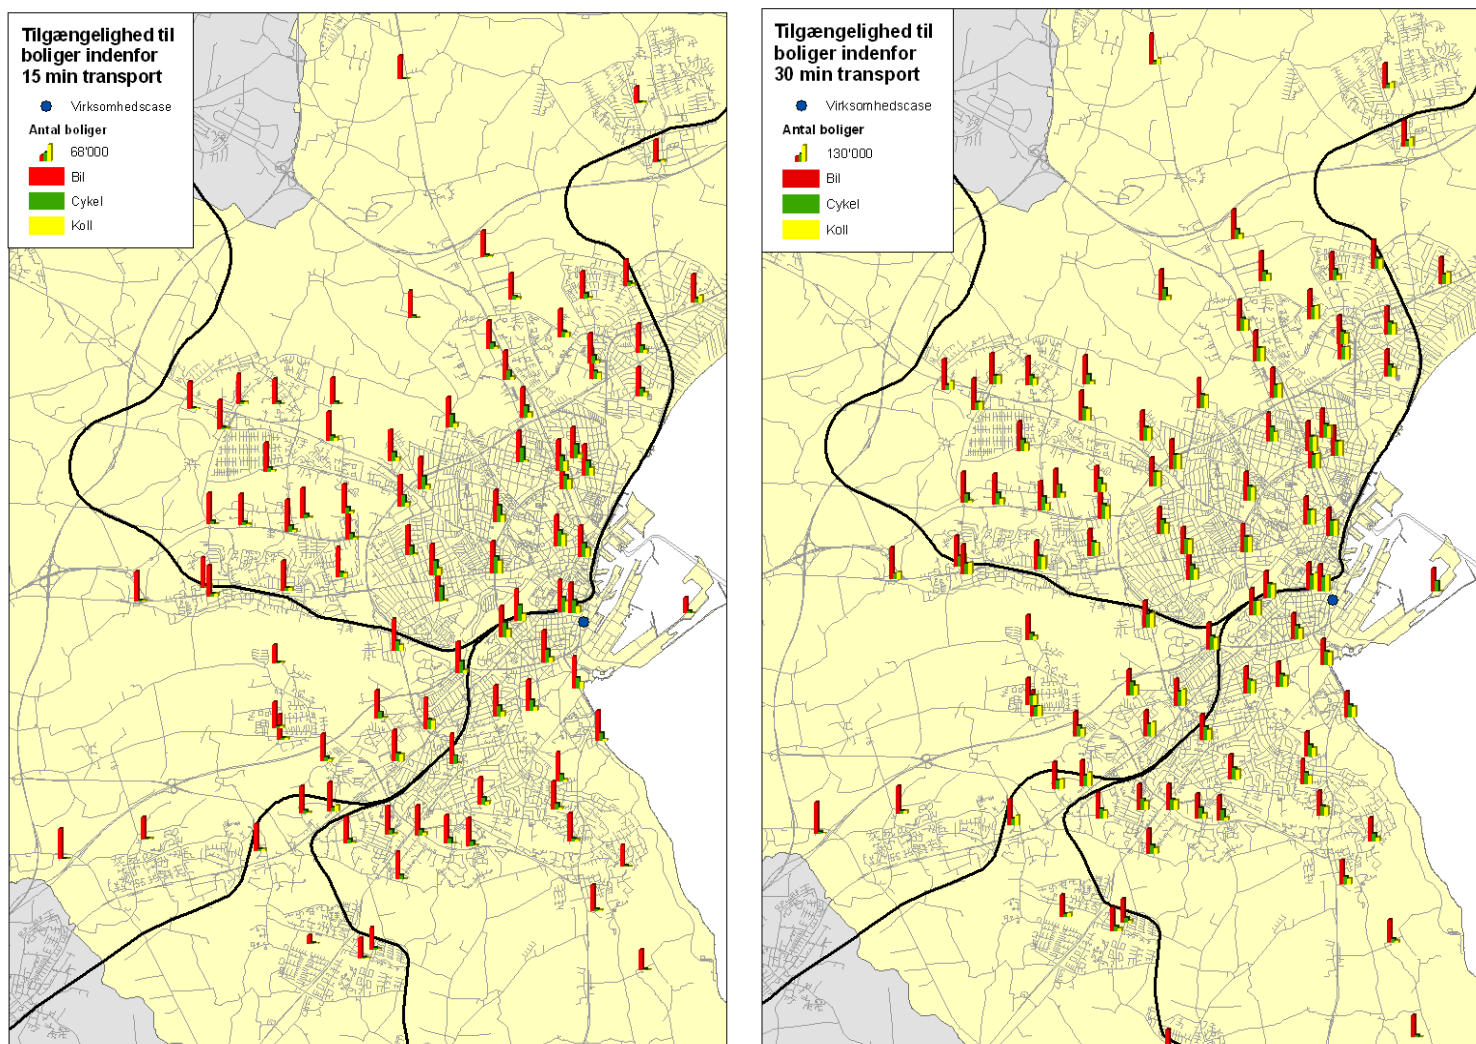 Tilgængelighed til
boliger indenfor
15 min transport
Virksomhedscase
Antal boliger
68'000
Bil
Cykel
Koll
Tilgængelighed til
boliger indenfor
30 min transport
Virksomhedscase
Antal boliger
130'000
Bil
Cykel
Koll